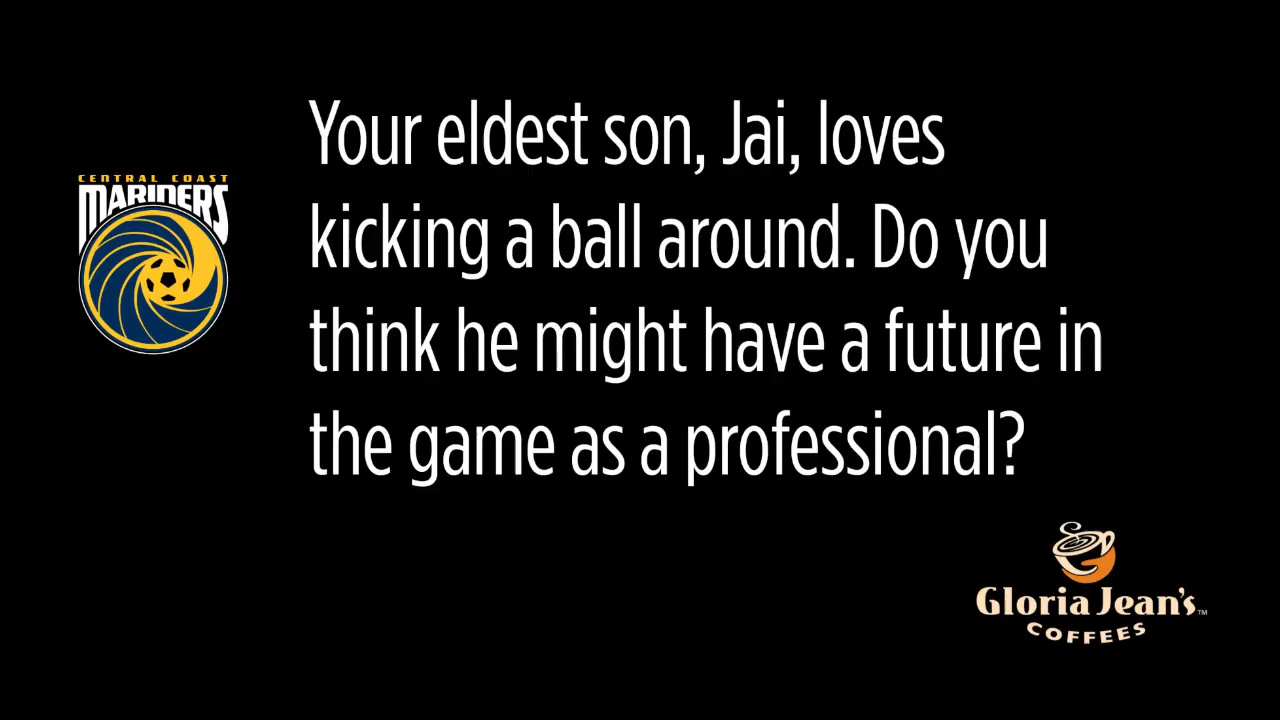 Your eldest son, Jai, loves
kicking a ball around. Do you
think he might have a future in
the game as a professional?
CENTRAL COAST
MARINERS
Gloria Jean's™
COFFEES